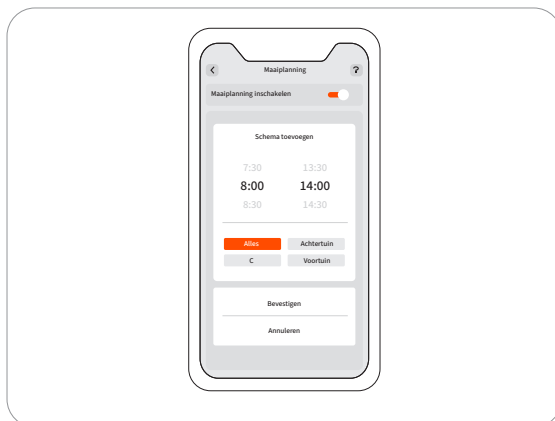 Maaiplanning
?
Maaiplanning inschakelen
Schema toevoegen
7:30 13:30
8:00 14:00
8:30 14:30
Alles Achtertuin
C Voortuin
Bevestigen
Annuleren